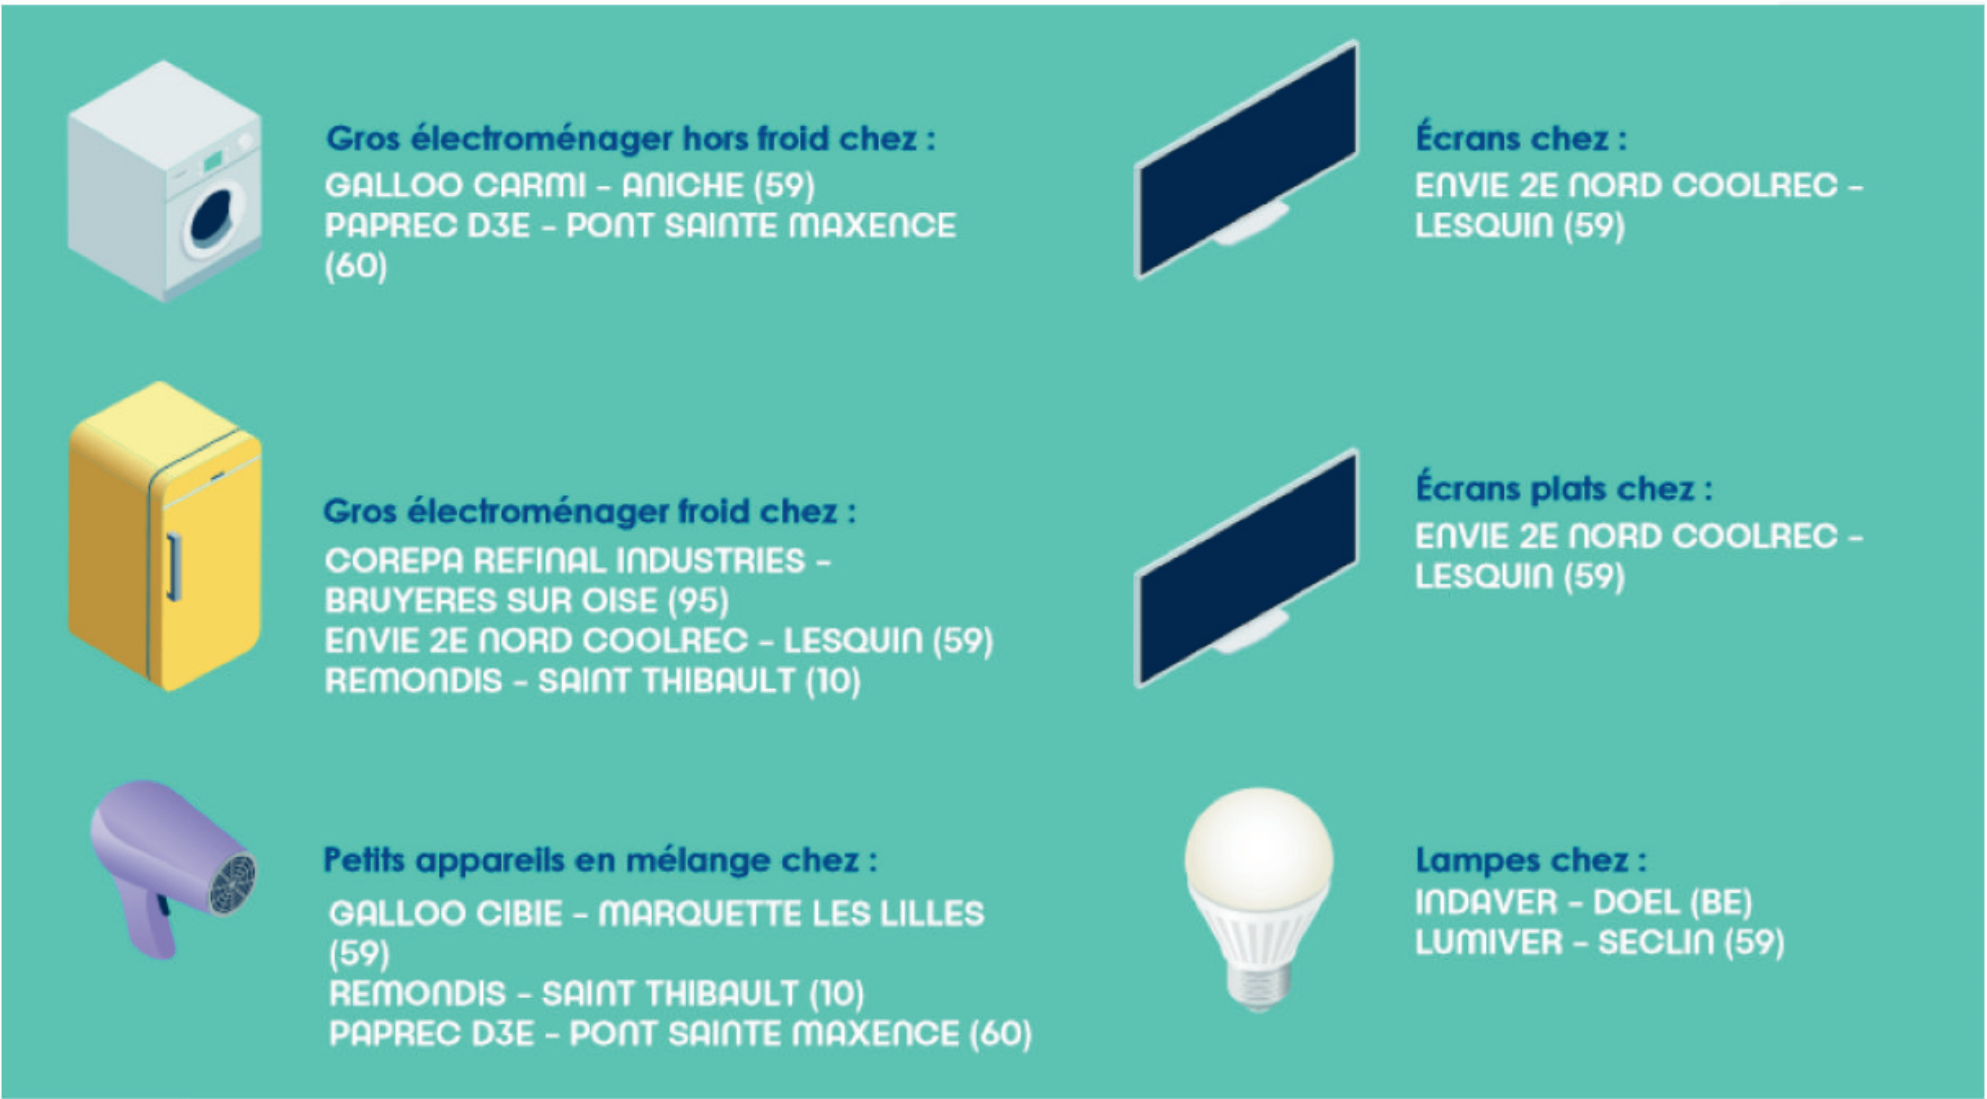 Gros électroménager hors froid chez :
GALLOO CARMI – ANICHE (59)
PAPREC D3E – PONT SAINTE MAXENCE
(60)
Écrans chez :
ENVIE 2E NORD COOLREC –
LESQUIN (59)
Gros électroménager froid chez :
COREPA REFINAL INDUSTRIES –
BRUYERES SUR OISE (95)
ENVIE 2E NORD COOLREC – LESQUIN (59)
REMONDIS – SAINT THIBAULT (10)
Écrans plats chez :
ENVIE 2E NORD COOLREC –
LESQUIN (59)
Petits appareils en mélange chez :
GALLOO CIBIE – MARQUETTE LES LILLES
(59)
REMONDIS – SAINT THIBAULT (10)
PAPREC D3E – PONT SAINTE MAXENCE (60)
Lampes chez :
INDAVER – DOEL (BE)
LUMIVER – SECLIN (59)